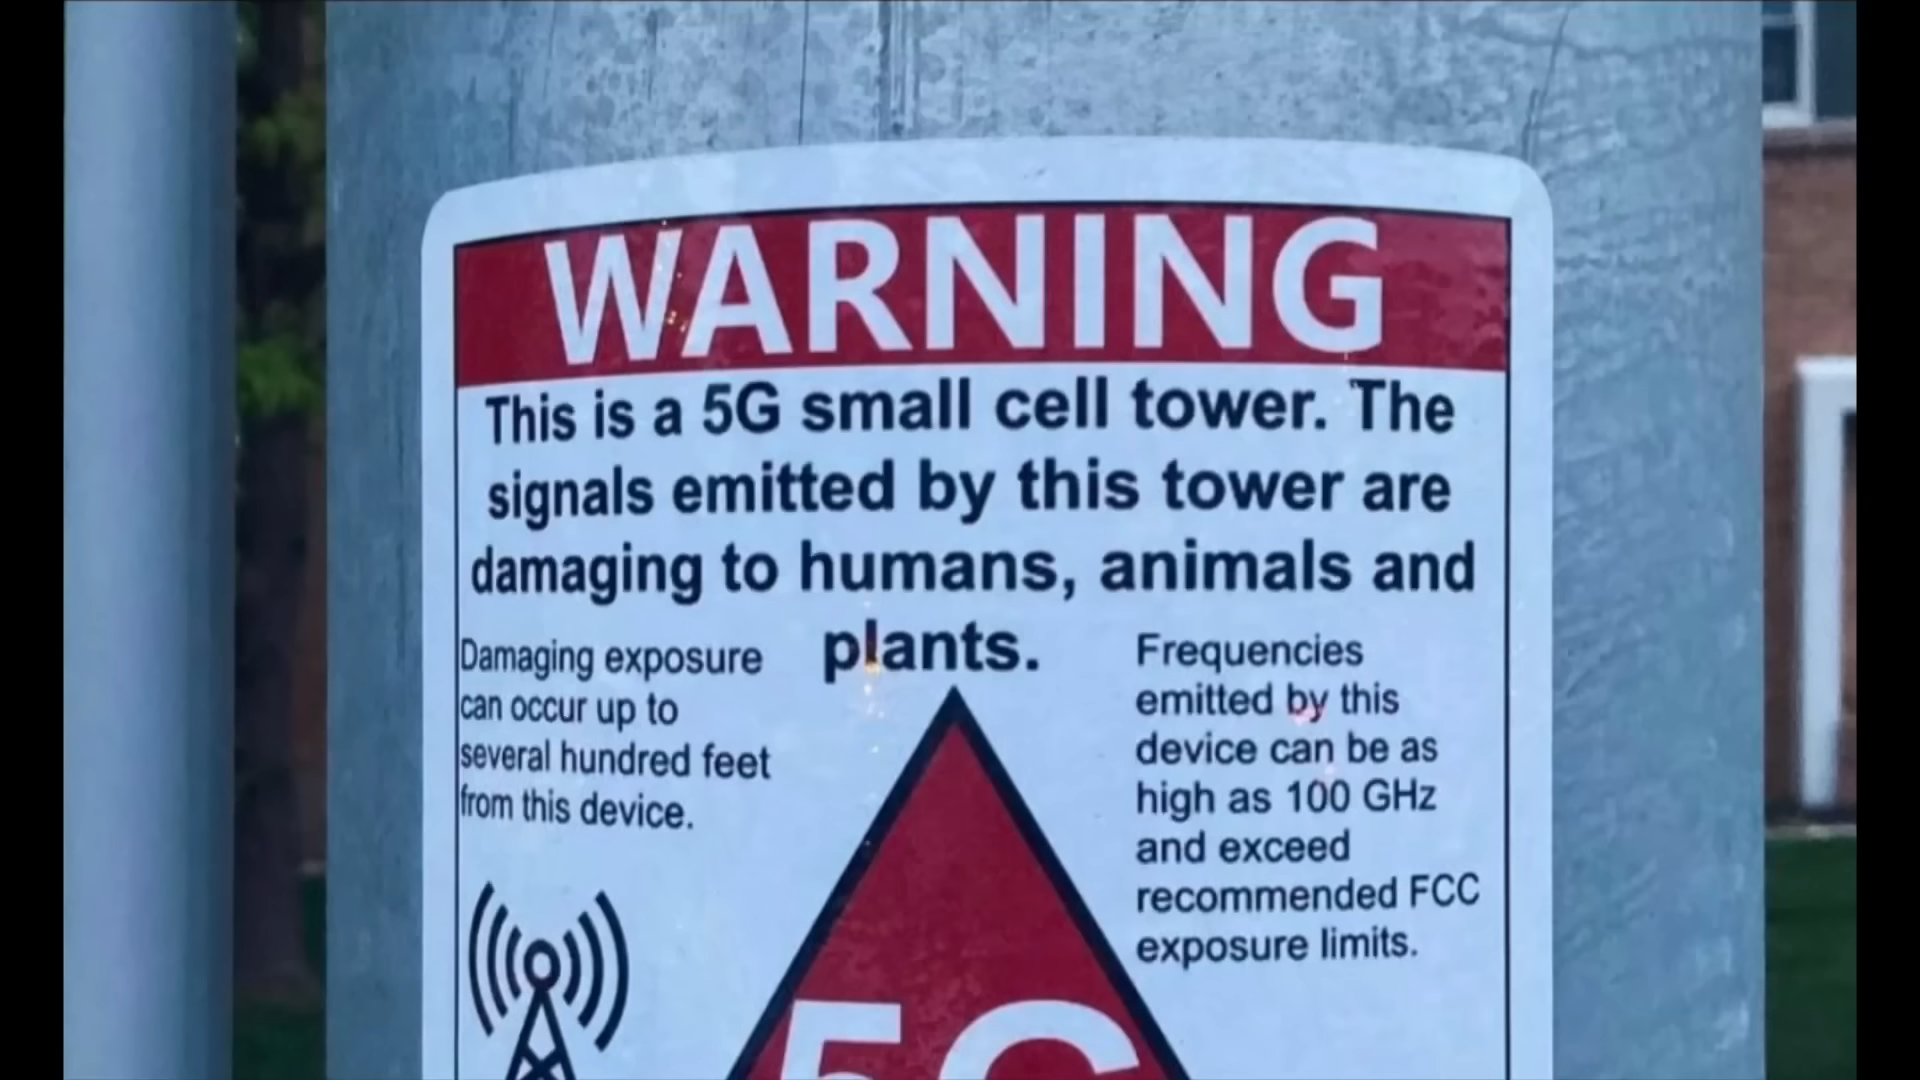 WARNING
This is a 5G small cell tower. The
signals emitted by this tower are
damaging to humans, animals and
plants.
Damaging exposure
can occur up to
several hundred feet
from this device.
Frequencies
emitted by this
device can be as
high as 100 GHz
and exceed
recommended FCC
exposure limits.
5G